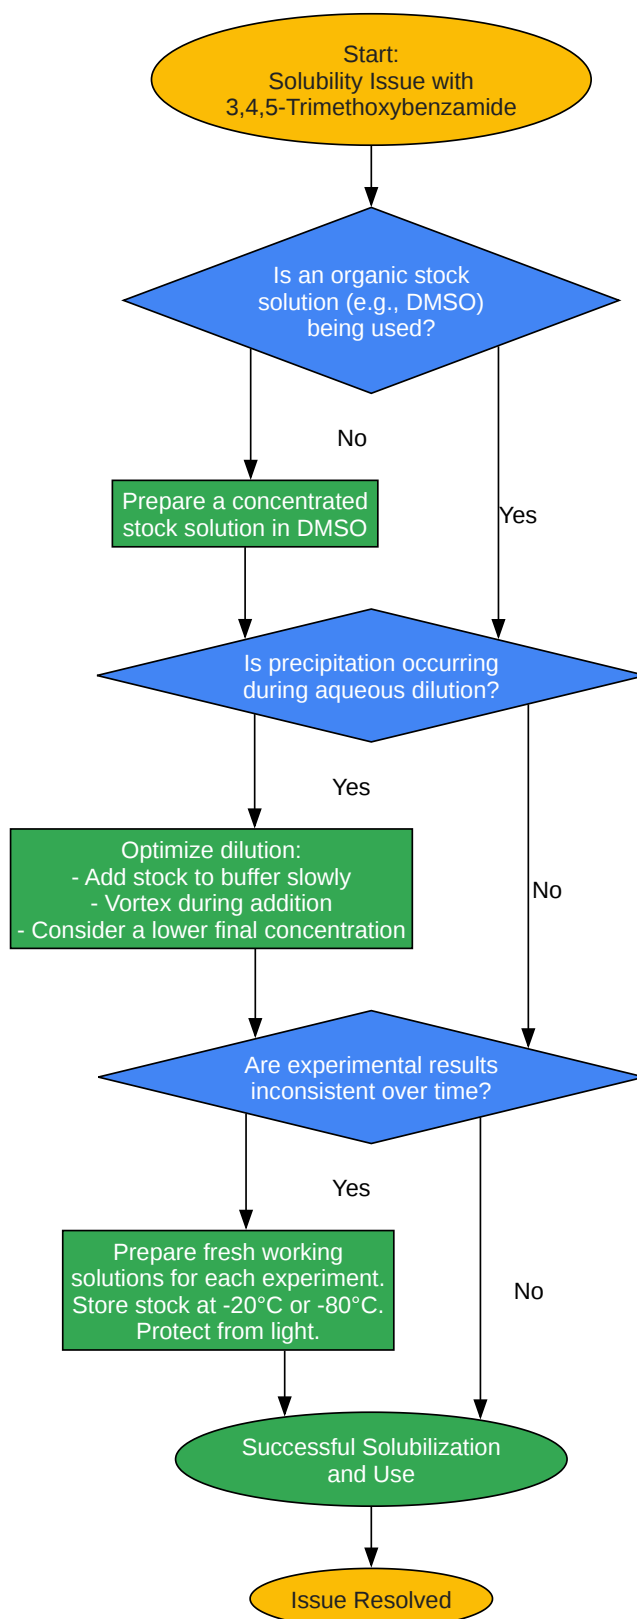 Start:
Solubility Issue with
3,4,5-Trimethoxybenzamide
Is an organic stock
solution (e.g., DMSO)
being used?
No
Prepare a concentrated
stock solution in DMSO
Yes
Is precipitation occurring
during aqueous dilution?
Yes
Optimize dilution:
- Add stock to buffer slowly
- Vortex during addition
- Consider a lower final concentration
No
Are experimental results
inconsistent over time?
Yes
Prepare fresh working
solutions for each experiment.
Store stock at -20°C or -80°C.
Protect from light.
No
Successful Solubilization
and Use
Issue Resolved